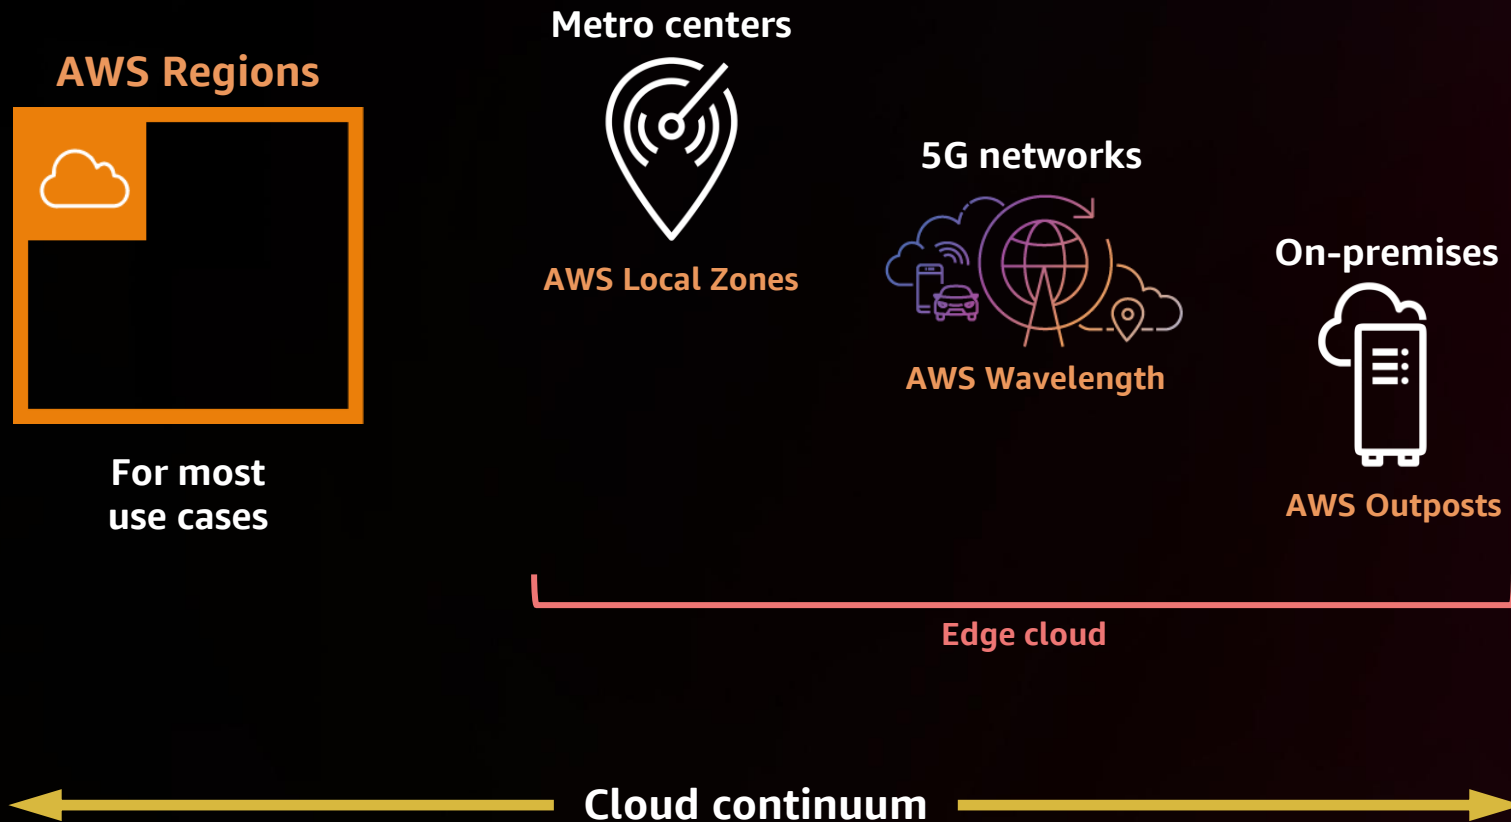 AWS Regions
For most
use cases
Metro centers
AWS Local Zones
5G networks
AWS Wavelength
On-premises
AWS Outposts
Edge cloud
Cloud continuum